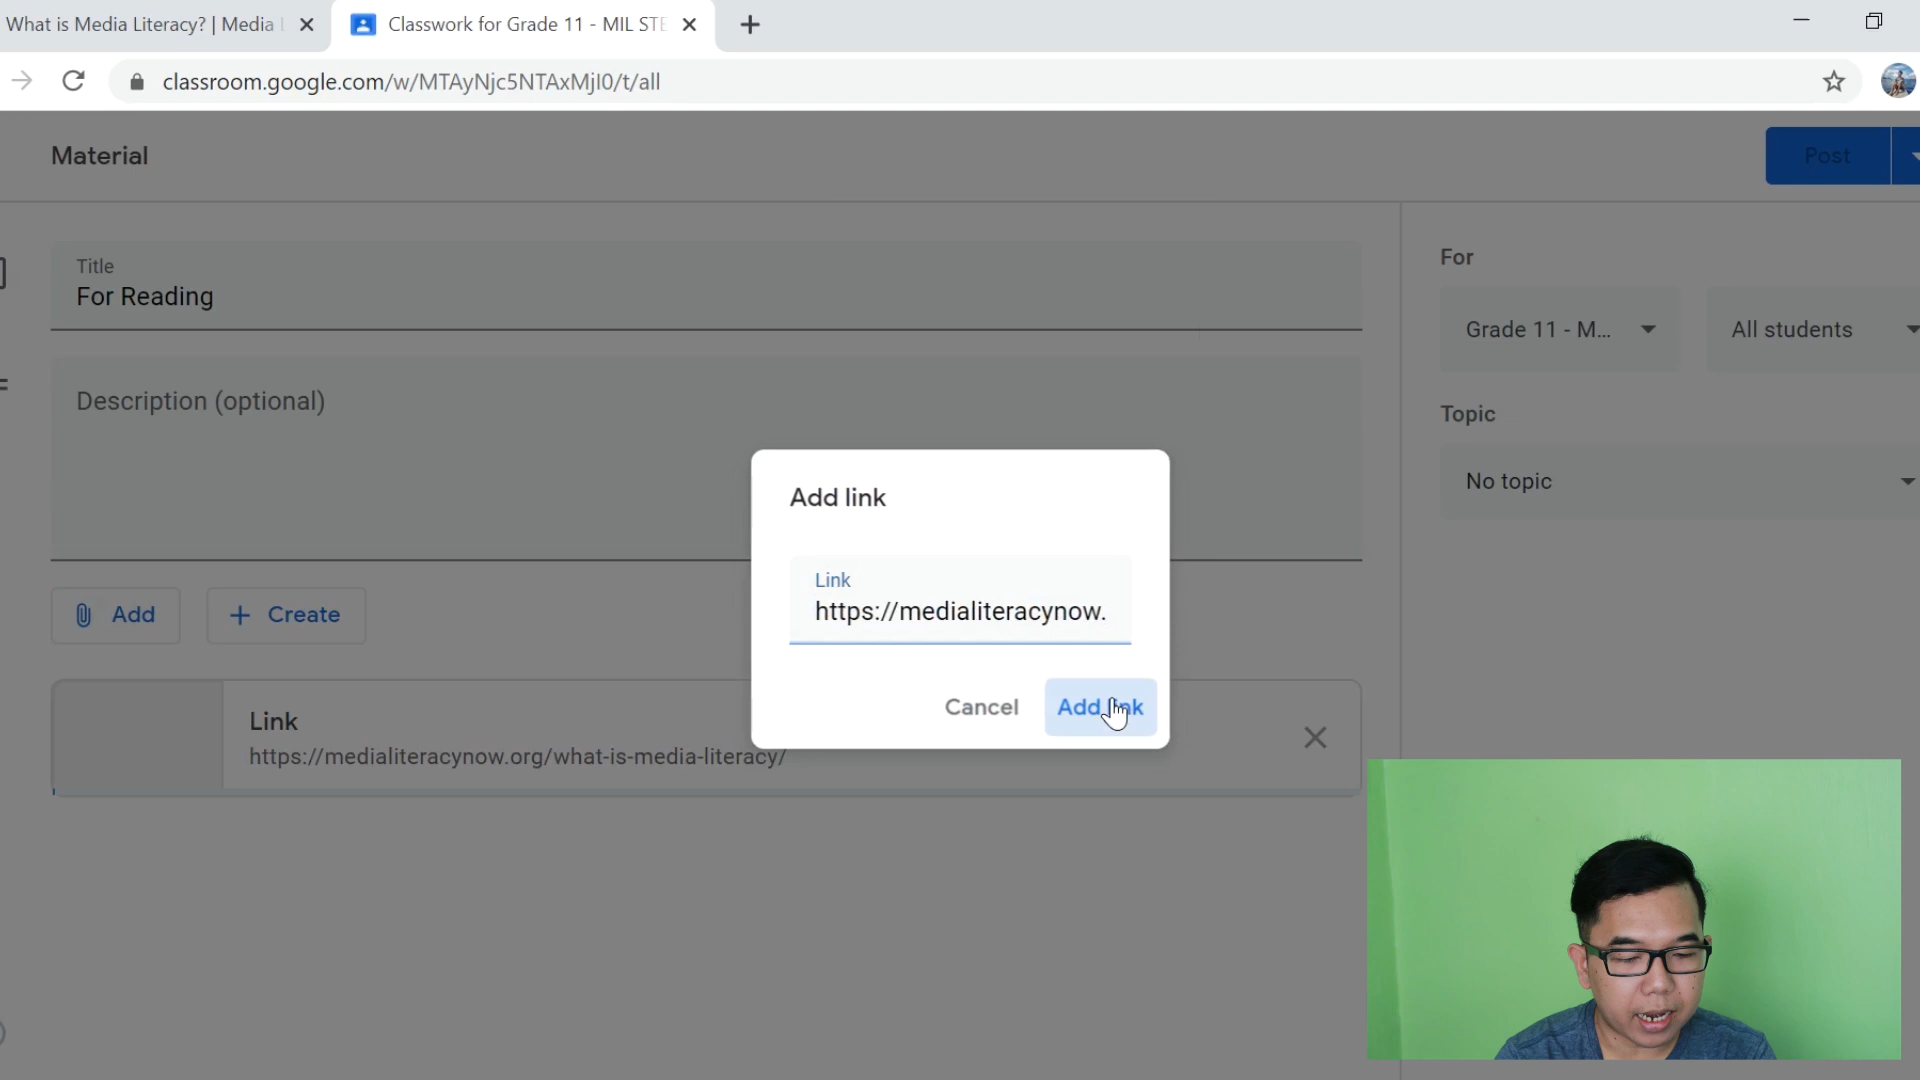 What is Media Literacy? | Media
Classwork for Grade 11 - MIL STE
classroom.google.com/w/MTAyNjc5NTAxMjI0/t/all
Material
Post
Title
For Reading
For
Grade 11 - M...
All students
Description (optional)
Topic
No topic
Add link
Link
https://medialiteracynow.
Add
Create
Cancel
Add link
Link
https://medialiteracynow.org/what-is-media-literacy/